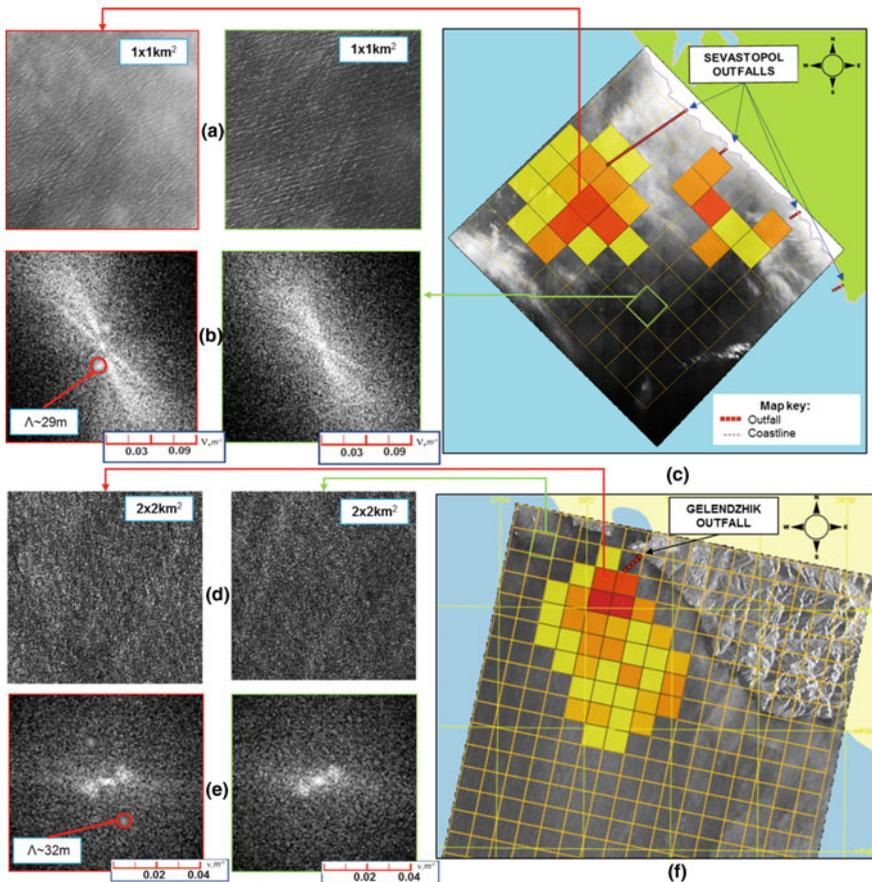 1x1km²
1x1km²
(a)
SEVASTOPOL
OUTFALLS
N
W
E
S
(b)
Λ~29m
0.03 0.09 ν,m⁻¹
0.03 0.09
Map key:
Outfall
Coastline
(c)
2x2km²
2x2km²
(d)
GELENDZHIK
OUTFALL
N
W
E
S
(e)
Λ~32m
0.02 0.04 ν,m⁻¹
0.02 0.04
(f)